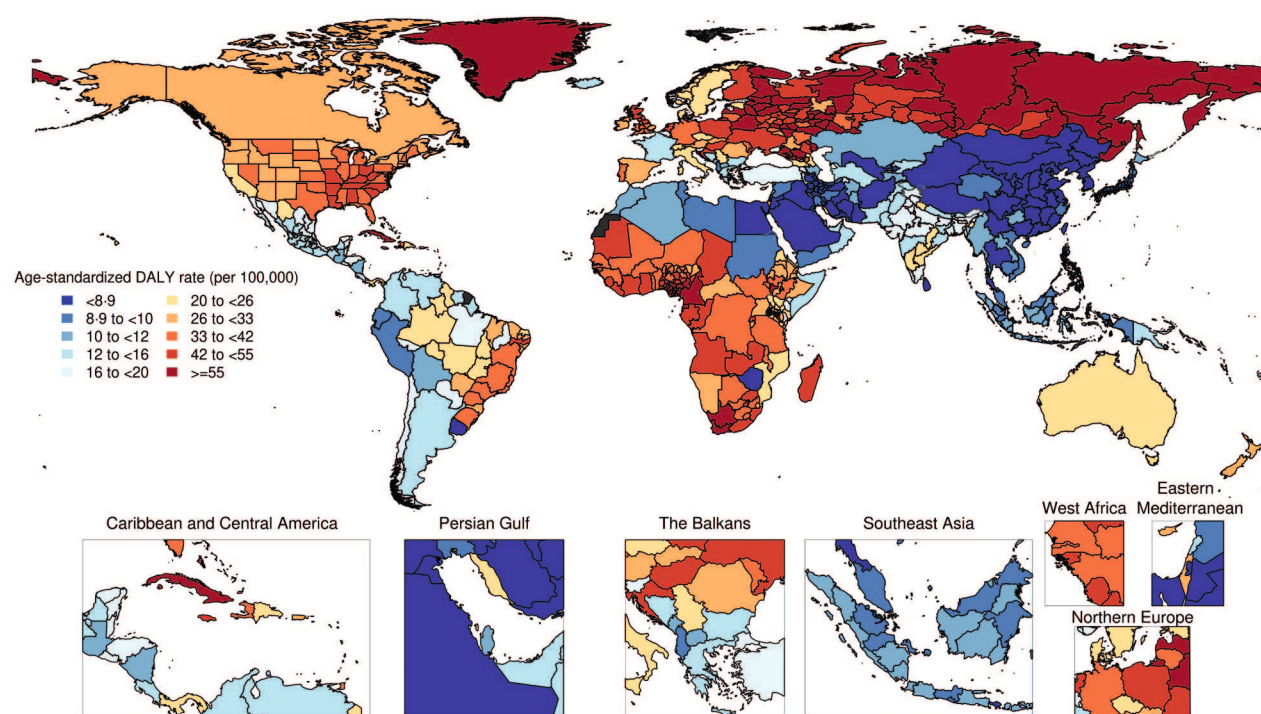 Age-standardized DALY rate (per 100,000)
<8·9
8·9 to <10
10 to <12
12 to <16
16 to <20
20 to <26
26 to <33
33 to <42
42 to <55
>=55
Caribbean and Central America
Persian Gulf
The Balkans
Southeast Asia
West Africa
Eastern
Mediterranean
Northern Europe